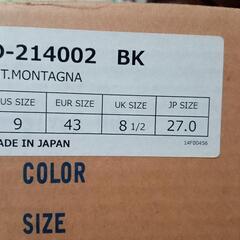 -214002 BK
T.MONTAGNA
US SIZE EUR SIZE UK SIZE JP SIZE
9 43 8 1/2 27.0
ADE IN JAPAN
14F00456
COLOR
SIZE